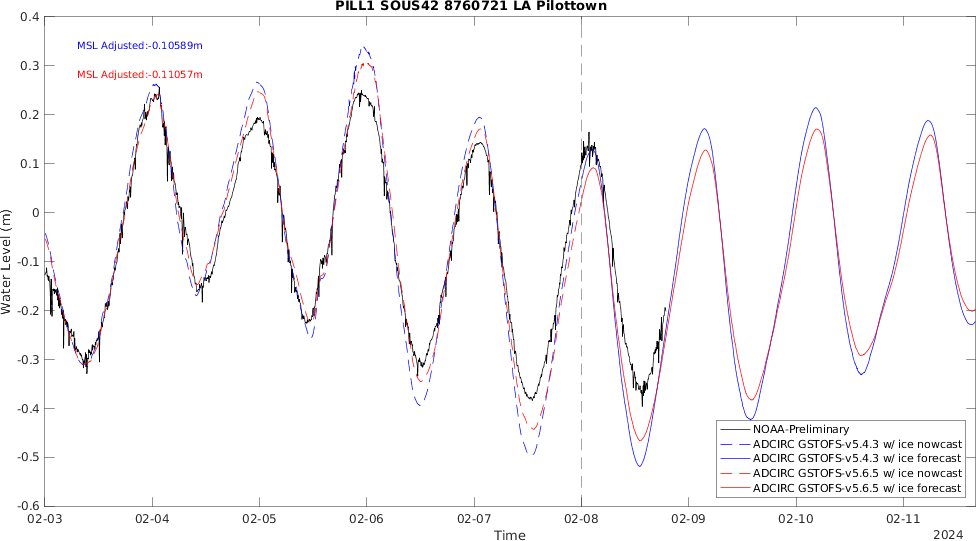 PILL1 SOUS42 8760721 LA Pilottown
MSL Adjusted:-0.10589m
MSL Adjusted:-0.11057m
Water Level (m)
0.4
0.3
0.2
0.1
0
-0.1
-0.2
-0.3
-0.4
-0.5
-0.6
NOAA-Preliminary
ADCIRC GSTOFS-v5.4.3 w/ ice nowcast
ADCIRC GSTOFS-v5.4.3 w/ ice forecast
ADCIRC GSTOFS-v5.6.5 w/ ice nowcast
ADCIRC GSTOFS-v5.6.5 w/ ice forecast
02-03 02-04 02-05 02-06 02-07 02-08 02-09 02-10 02-11
Time
2024